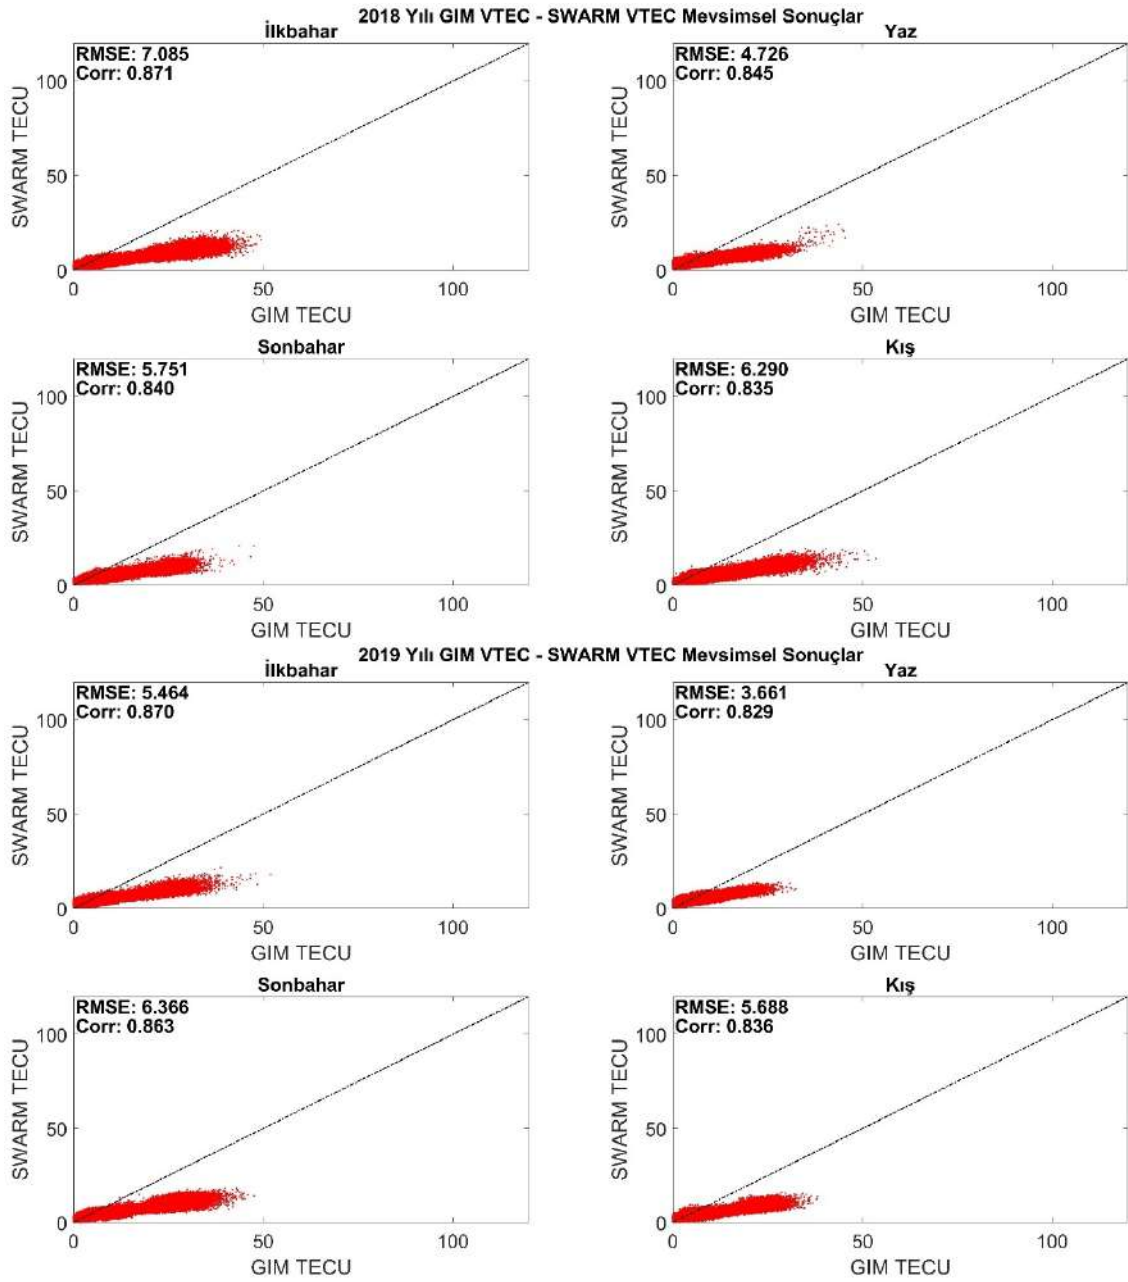 2018 Yılı GIM VTEC - SWARM VTEC Mevsimsel Sonuçlar
İlkbahar
RMSE: 7.085
Corr: 0.871
100
50
0
SWARM TECU
0 50 100
GIM TECU
Yaz
RMSE: 4.726
Corr: 0.845
100
50
0
SWARM TECU
0 50 100
GIM TECU
Sonbahar
RMSE: 5.751
Corr: 0.840
100
50
0
SWARM TECU
0 50 100
GIM TECU
Kış
RMSE: 6.290
Corr: 0.835
100
50
0
SWARM TECU
0 50 100
GIM TECU
2019 Yılı GIM VTEC - SWARM VTEC Mevsimsel Sonuçlar
İlkbahar
RMSE: 5.464
Corr: 0.870
100
50
0
SWARM TECU
0 50 100
GIM TECU
Yaz
RMSE: 3.661
Corr: 0.829
100
50
0
SWARM TECU
0 50 100
GIM TECU
Sonbahar
RMSE: 6.366
Corr: 0.863
100
50
0
SWARM TECU
0 50 100
GIM TECU
Kış
RMSE: 5.688
Corr: 0.836
100
50
0
SWARM TECU
0 50 100
GIM TECU